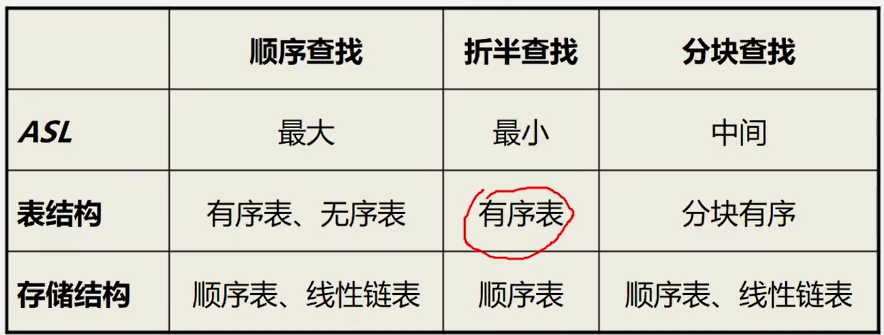 顺序查找 折半查找 分块查找
ASL 最大 最小 中间
表结构 有序表、无序表 有序表 分块有序
存储结构 顺序表、线性链表 顺序表 顺序表、线性链表